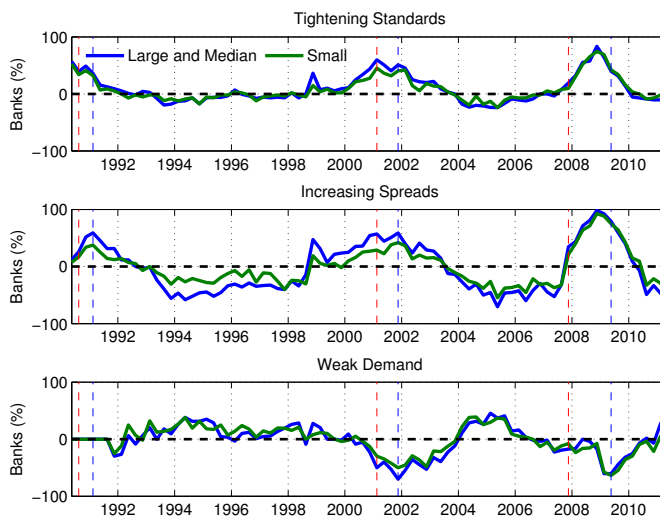 Tightening Standards
100
0
−100
Banks (%)
Large and Median
Small
1992 1994 1996 1998 2000 2002 2004 2006 2008 2010
Increasing Spreads
100
0
−100
Banks (%)
1992 1994 1996 1998 2000 2002 2004 2006 2008 2010
Weak Demand
100
0
−100
Banks (%)
1992 1994 1996 1998 2000 2002 2004 2006 2008 2010